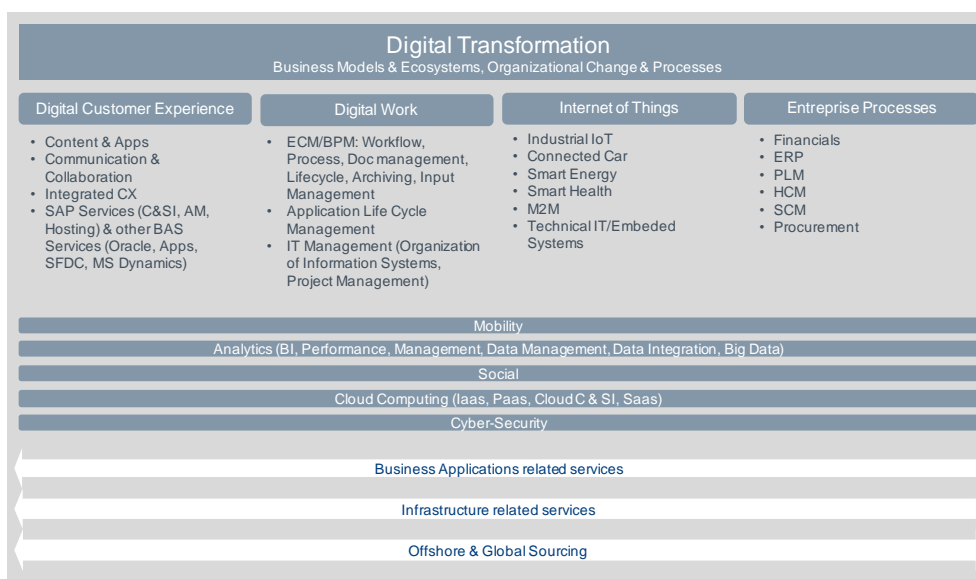 Digital Transformation
Business Models & Ecosystems, Organizational Change & Processes
Digital Customer Experience
• Content & Apps
• Communication &
Collaboration
• Integrated CX
• SAP Services (C&SI, AM,
Hosting) & other BAS
Services (Oracle, Apps,
SFDC, MS Dynamics)
Digital Work
• ECM/BPM: Workflow,
Process, Doc management,
Lifecycle, Archiving, Input
Management
• Application Life Cycle
Management
• IT Management (Organization
of Information Systems,
Project Management)
Internet of Things
• Industrial IoT
• Connected Car
• Smart Energy
• Smart Health
• M2M
• Technical IT/Embeded
Systems
Entreprise Processes
• Financials
• ERP
• PLM
• HCM
• SCM
• Procurement
Mobility
Analytics (BI, Performance, Management, Data Management, Data Integration, Big Data)
Social
Cloud Computing (Iaas, Paas, Cloud C & SI, Saas)
Cyber-Security
Business Applications related services
Infrastructure related services
Offshore & Global Sourcing